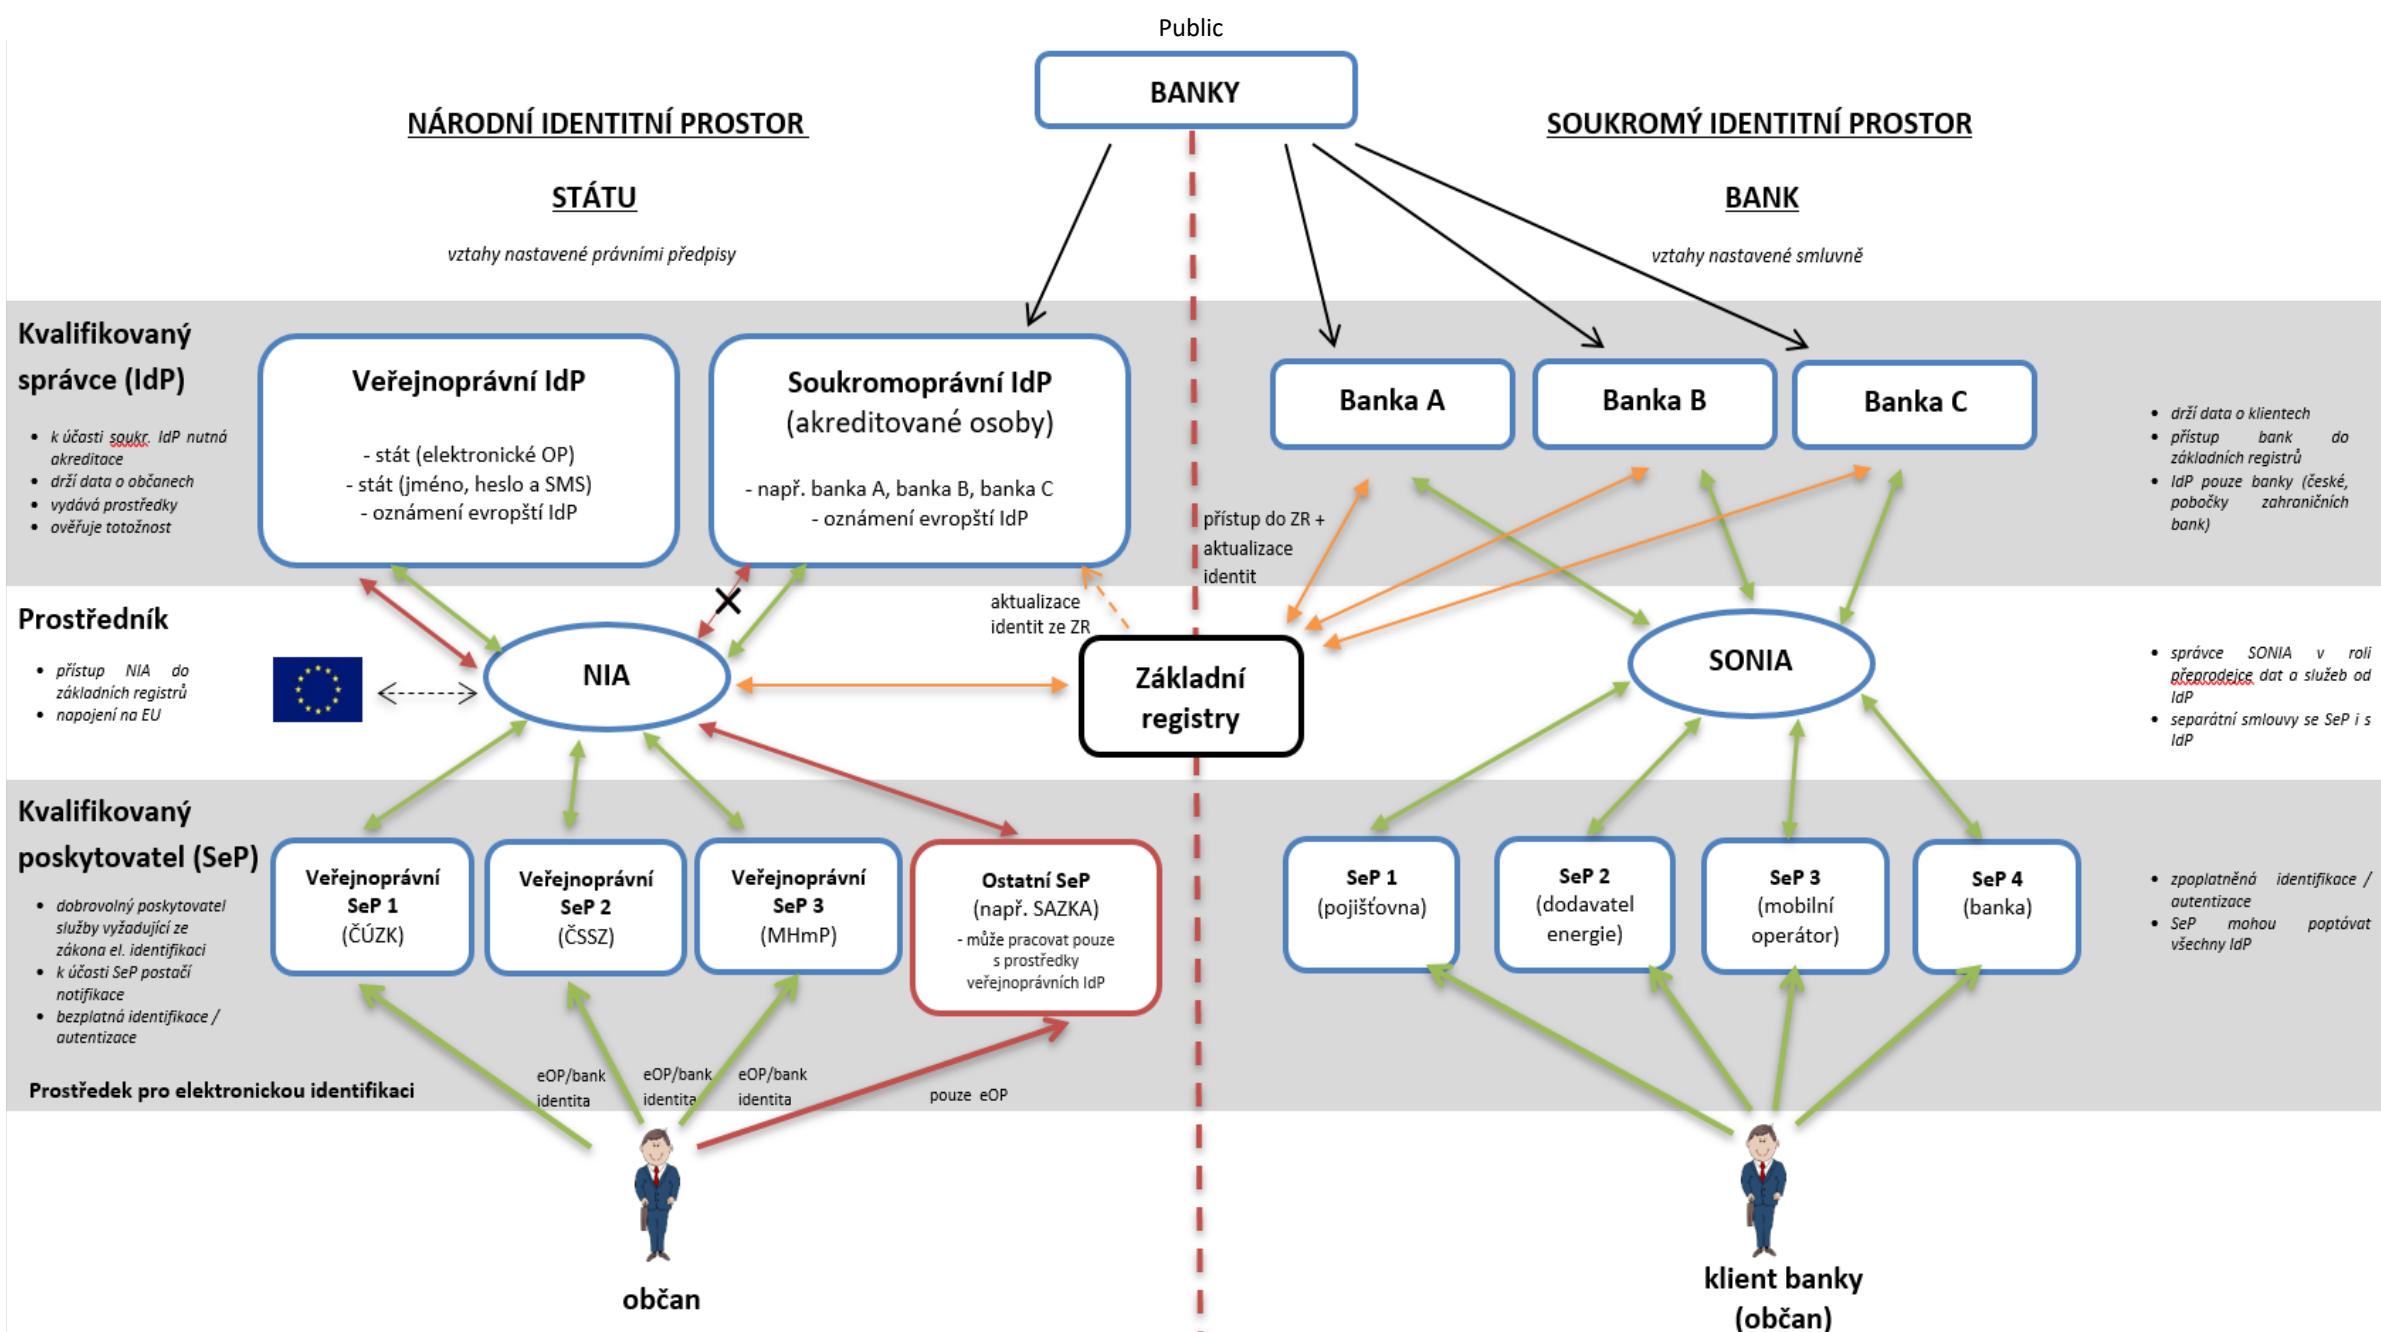 Public
BANKY
NÁRODNÍ IDENTITNÍ PROSTOR
STÁTU
vztahy nastavené právními předpisy
SOUKROMÝ IDENTITNÍ PROSTOR
BANK
vztahy nastavené smluvně
Kvalifikovaný
správce (IdP)
• k účasti soukr. IdP nutná
akreditace
• drží data o občanech
• vydává prostředky
• ověřuje totožnost
Veřejnoprávní IdP
- stát (elektronické OP)
- stát (jméno, heslo a SMS)
- oznámení evropští IdP
Soukromoprávní IdP
(akreditované osoby)
- např. banka A, banka B, banka C
- oznámení evropští IdP
Banka A
Banka B
Banka C
• drží data o klientech
• přístup bank do
základních registrů
• IdP pouze banky (české,
pobočky zahraničních
bank)
přístup do ZR +
aktualizace
identit
Prostředník
• přístup NIA do
základních registrů
• napojení na EU
NIA
aktualizace
identit ze ZR
Základní
registry
SONIA
• správce SONIA v roli
přeprodejce dat a služeb od
IdP
• separátní smlouvy se SeP i s
IdP
Kvalifikovaný
poskytovatel (SeP)
• dobrovolný poskytovatel
služby vyžadující ze
zákona el. identifikaci
• k účasti SeP postačí
notifikace
• bezplatná identifikace /
autentizace
Veřejnoprávní
SeP 1
(ČÚZK)
Veřejnoprávní
SeP 2
(ČSSZ)
Veřejnoprávní
SeP 3
(MHmP)
Ostatní SeP
(např. SAZKA)
- může pracovat pouze
s prostředky
veřejnoprávních IdP
SeP 1
(pojišťovna)
SeP 2
(dodavatel
energie)
SeP 3
(mobilní
operátor)
SeP 4
(banka)
• zpoplatněná identifikace /
autentizace
• SeP mohou poptávat
všechny IdP
Prostředek pro elektronickou identifikaci
eOP/bank
identita
eOP/bank
identita
eOP/bank
identita
pouze eOP
občan
klient banky
(občan)